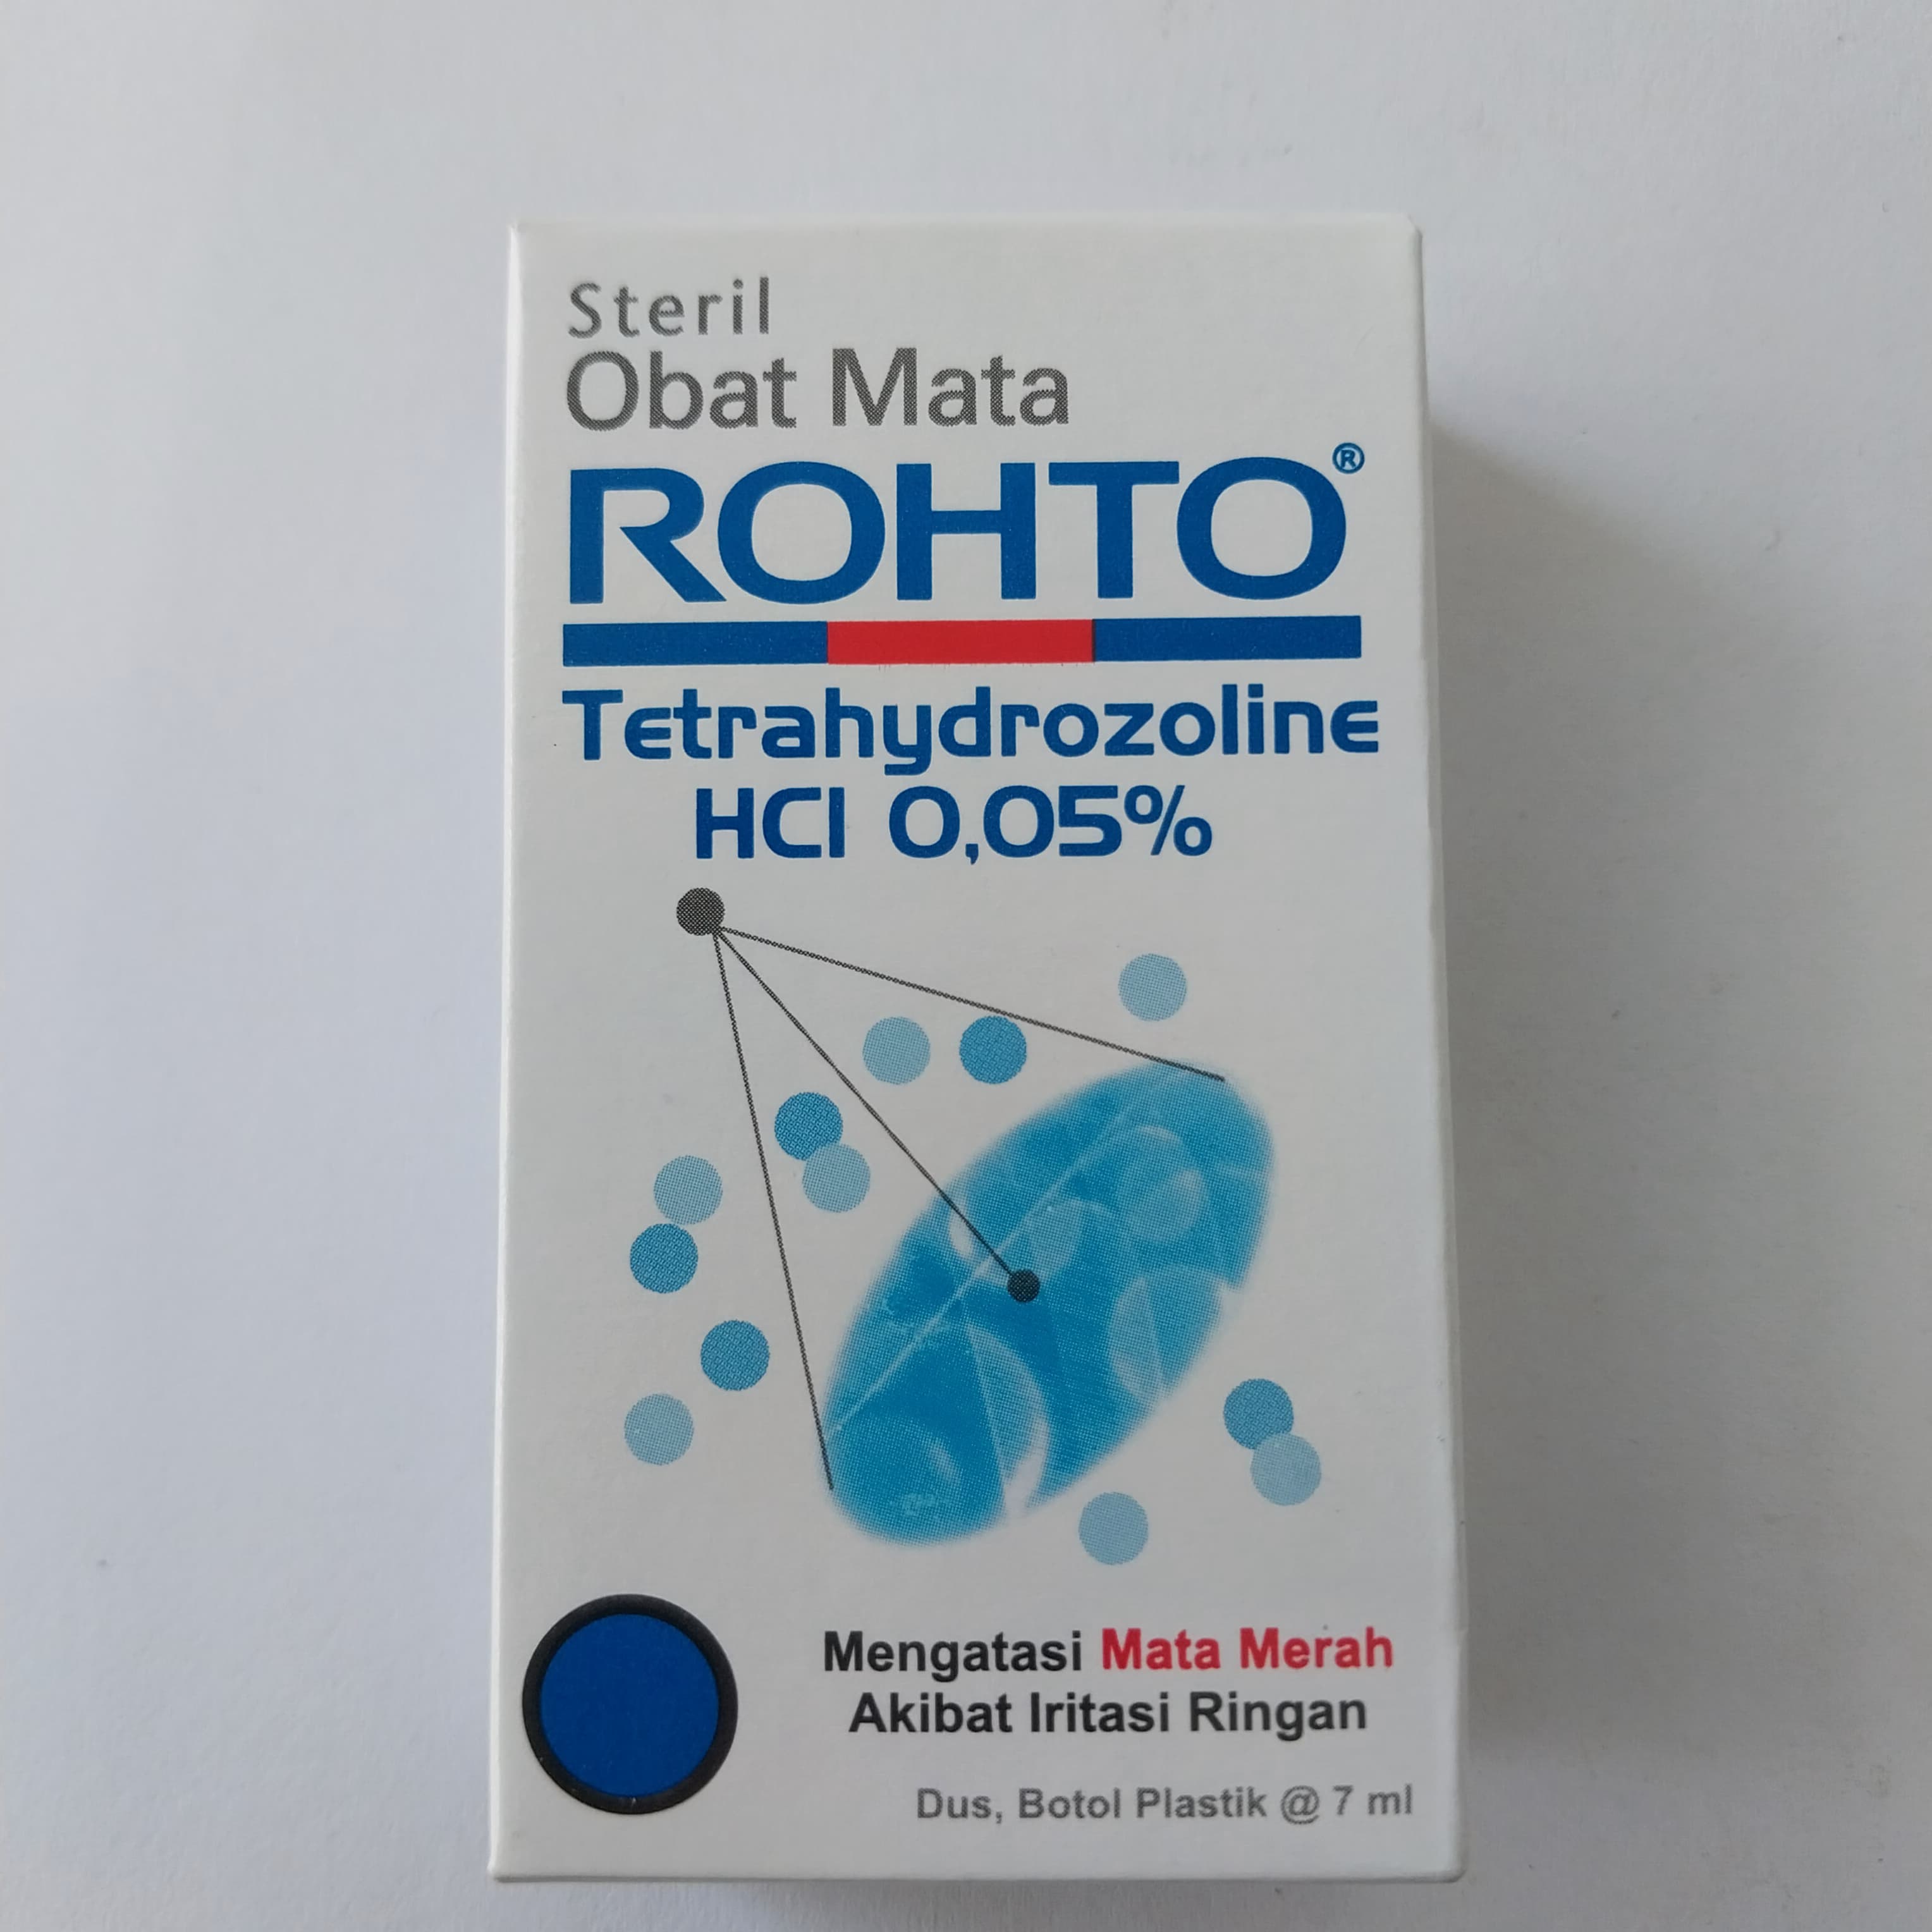 Steril
Obat Mata
ROHTO®
Tetrahydrozoline
HCl 0,05%
Mengatasi Mata Merah
Akibat Iritasi Ringan
Dus, Botol Plastik @ 7 ml